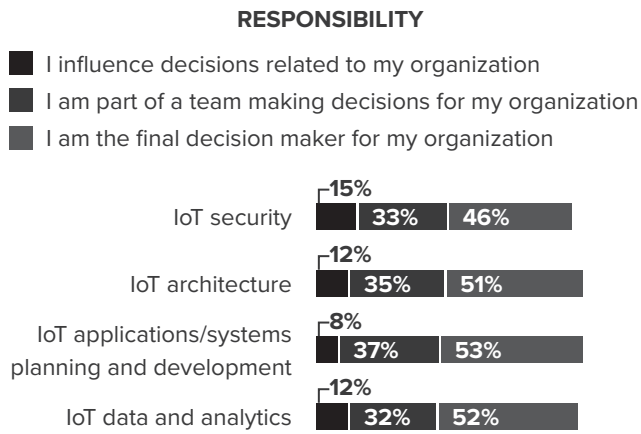 RESPONSIBILITY
I influence decisions related to my organization
I am part of a team making decisions for my organization
I am the final decision maker for my organization
15%
IoT security 33% 46%
12%
IoT architecture 35% 51%
8%
IoT applications/systems
planning and development 37% 53%
12%
IoT data and analytics 32% 52%